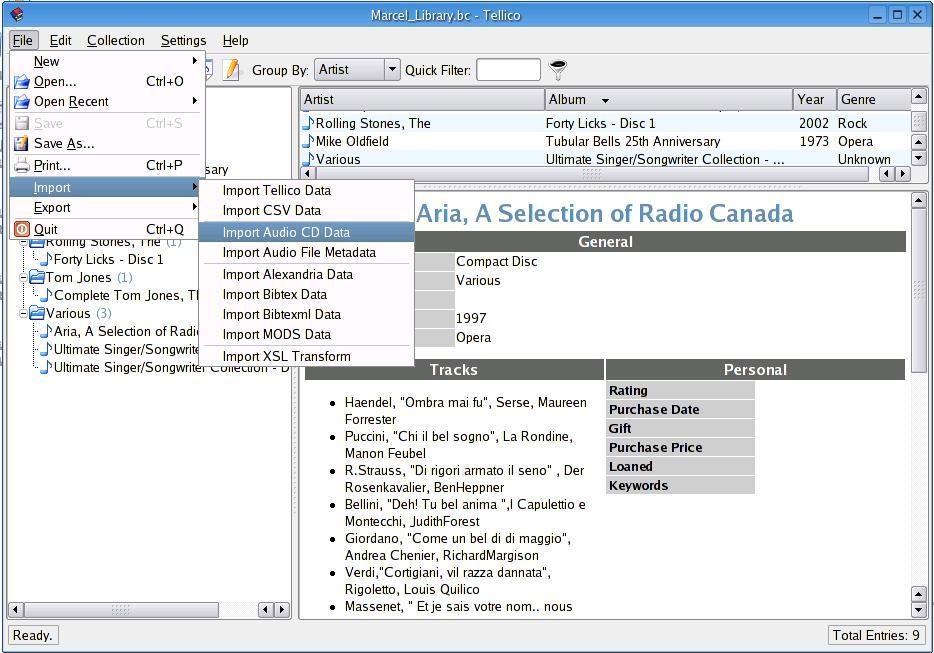 Marcel_Library.bc - Tellico
File Edit Collection Settings Help
New
Open... Ctrl+O
Open Recent
Save Ctrl+S
Save As...
Print... Ctrl+P
Import
Export
Quit Ctrl+Q
Import Tellico Data
Import CSV Data
Import Audio CD Data
Import Audio File Metadata
Import Alexandria Data
Import Bibtex Data
Import Bibtexml Data
Import MODS Data
Import XSL Transform
Group By: Artist Quick Filter:
sary
Rolling Stones, The (1)
Forty Licks - Disc 1
Tom Jones (1)
Complete Tom Jones, Tl
Various (3)
Aria, A Selection of Radi
Ultimate Singer/Songwrite
Ultimate Singer/Songwriter Collection - D
Artist Album Year Genre
Rolling Stones, The Forty Licks - Disc 1 2002 Rock
Mike Oldfield Tubular Bells 25th Anniversary 1973 Opera
Various Ultimate Singer/Songwriter Collection - ... Unknown
Aria, A Selection of Radio Canada
General
Compact Disc
Various
1997
Opera
Tracks
Haendel, "Ombra mai fu", Serse, Maureen
Forrester
Puccini, "Chi il bel sogno", La Rondine,
Manon Feubel
R.Strauss, "Di rigori armato il seno" , Der
Rosenkavalier, BenHeppner
Bellini, "Deh! Tu bel anima ",I Capulettio e
Montecchi, JudithForest
Giordano, "Come un bel di di maggio",
Andrea Chenier, RichardMargison
Verdi,"Cortigiani, vil razza dannata",
Rigoletto, Louis Quilico
Massenet, " Et je sais votre nom.. nous
Personal
Rating
Purchase Date
Gift
Purchase Price
Loaned
Keywords
Ready. Total Entries: 9